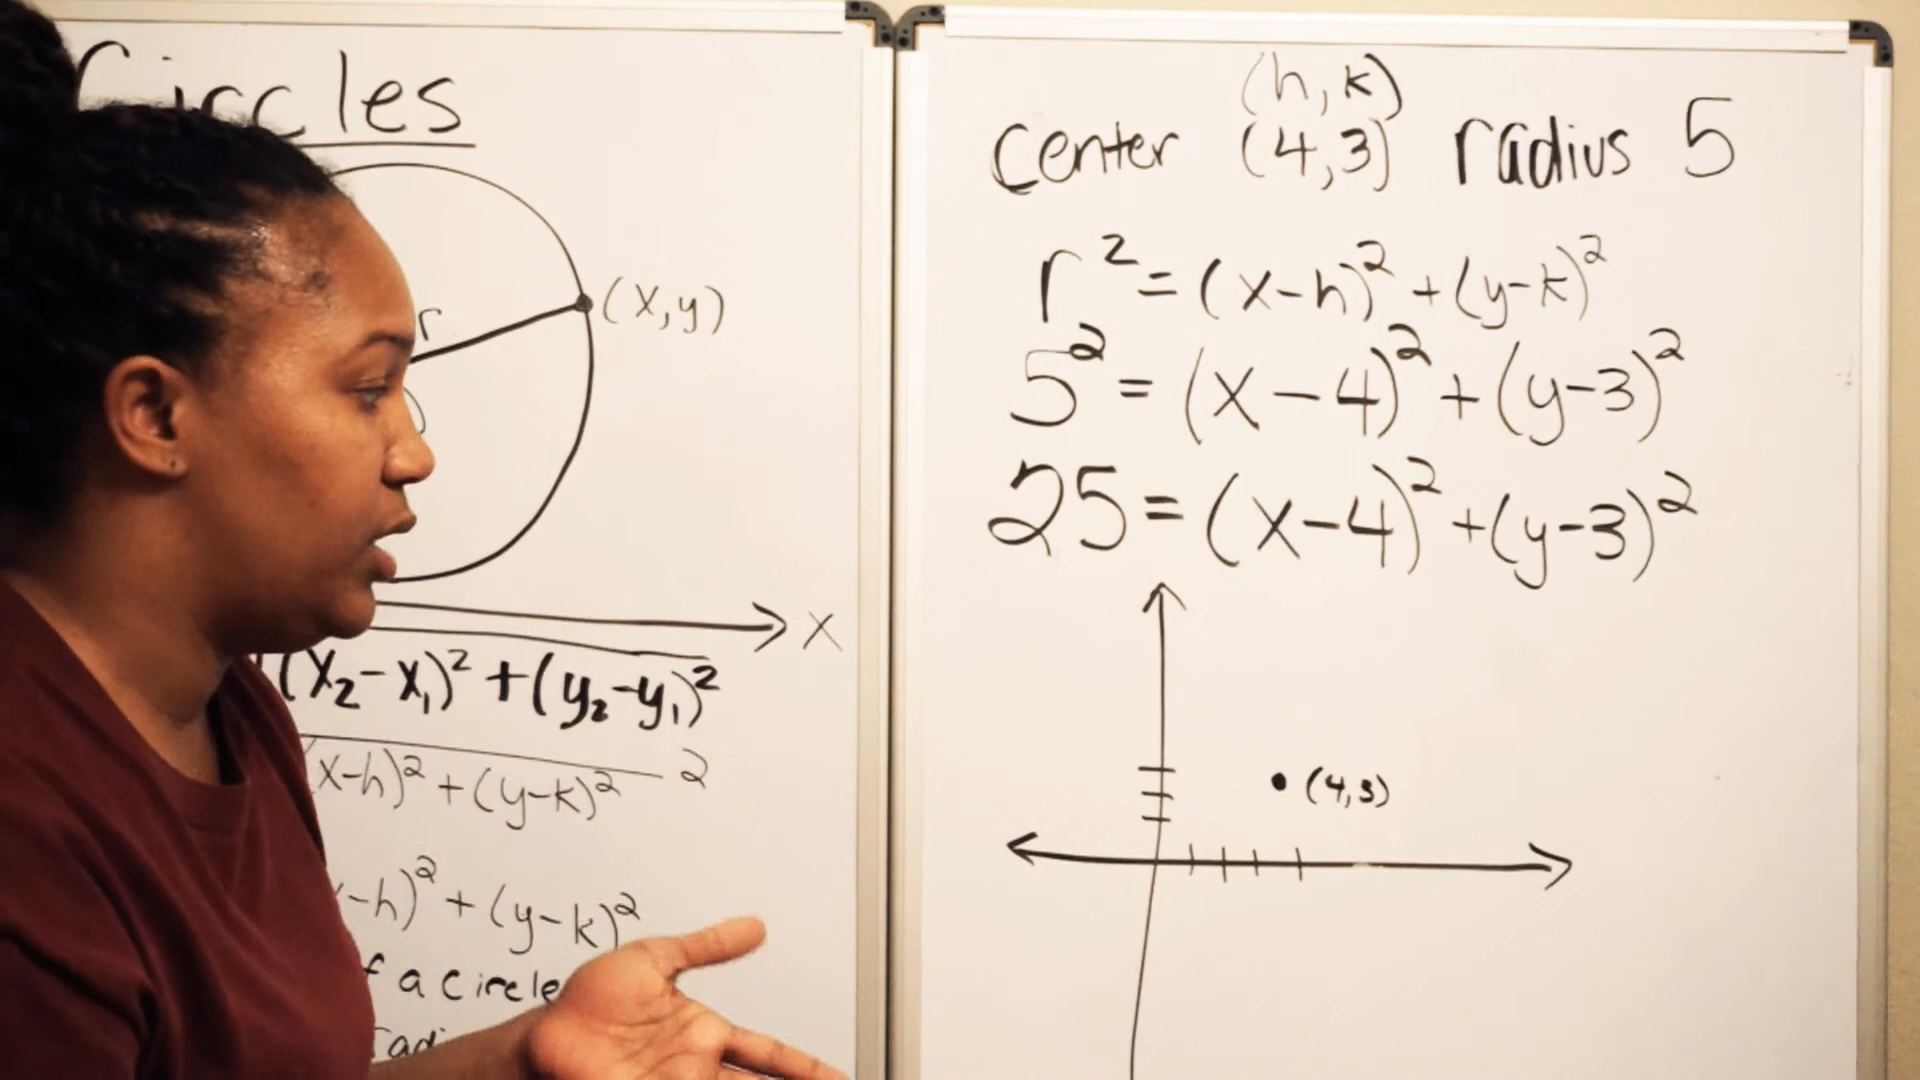 Circles
r
(x,y)
x
(x₂-x₁)² + (y₂-y₁)²
(x-h)² + (y-k)² 2
-h)² + (y-k)²
a circle
(h,k)
center (4,3) radius 5
r² = (x-h)² + (y-k)²
5² = (x-4)² + (y-3)²
25 = (x-4)² + (y-3)²
(4,3)